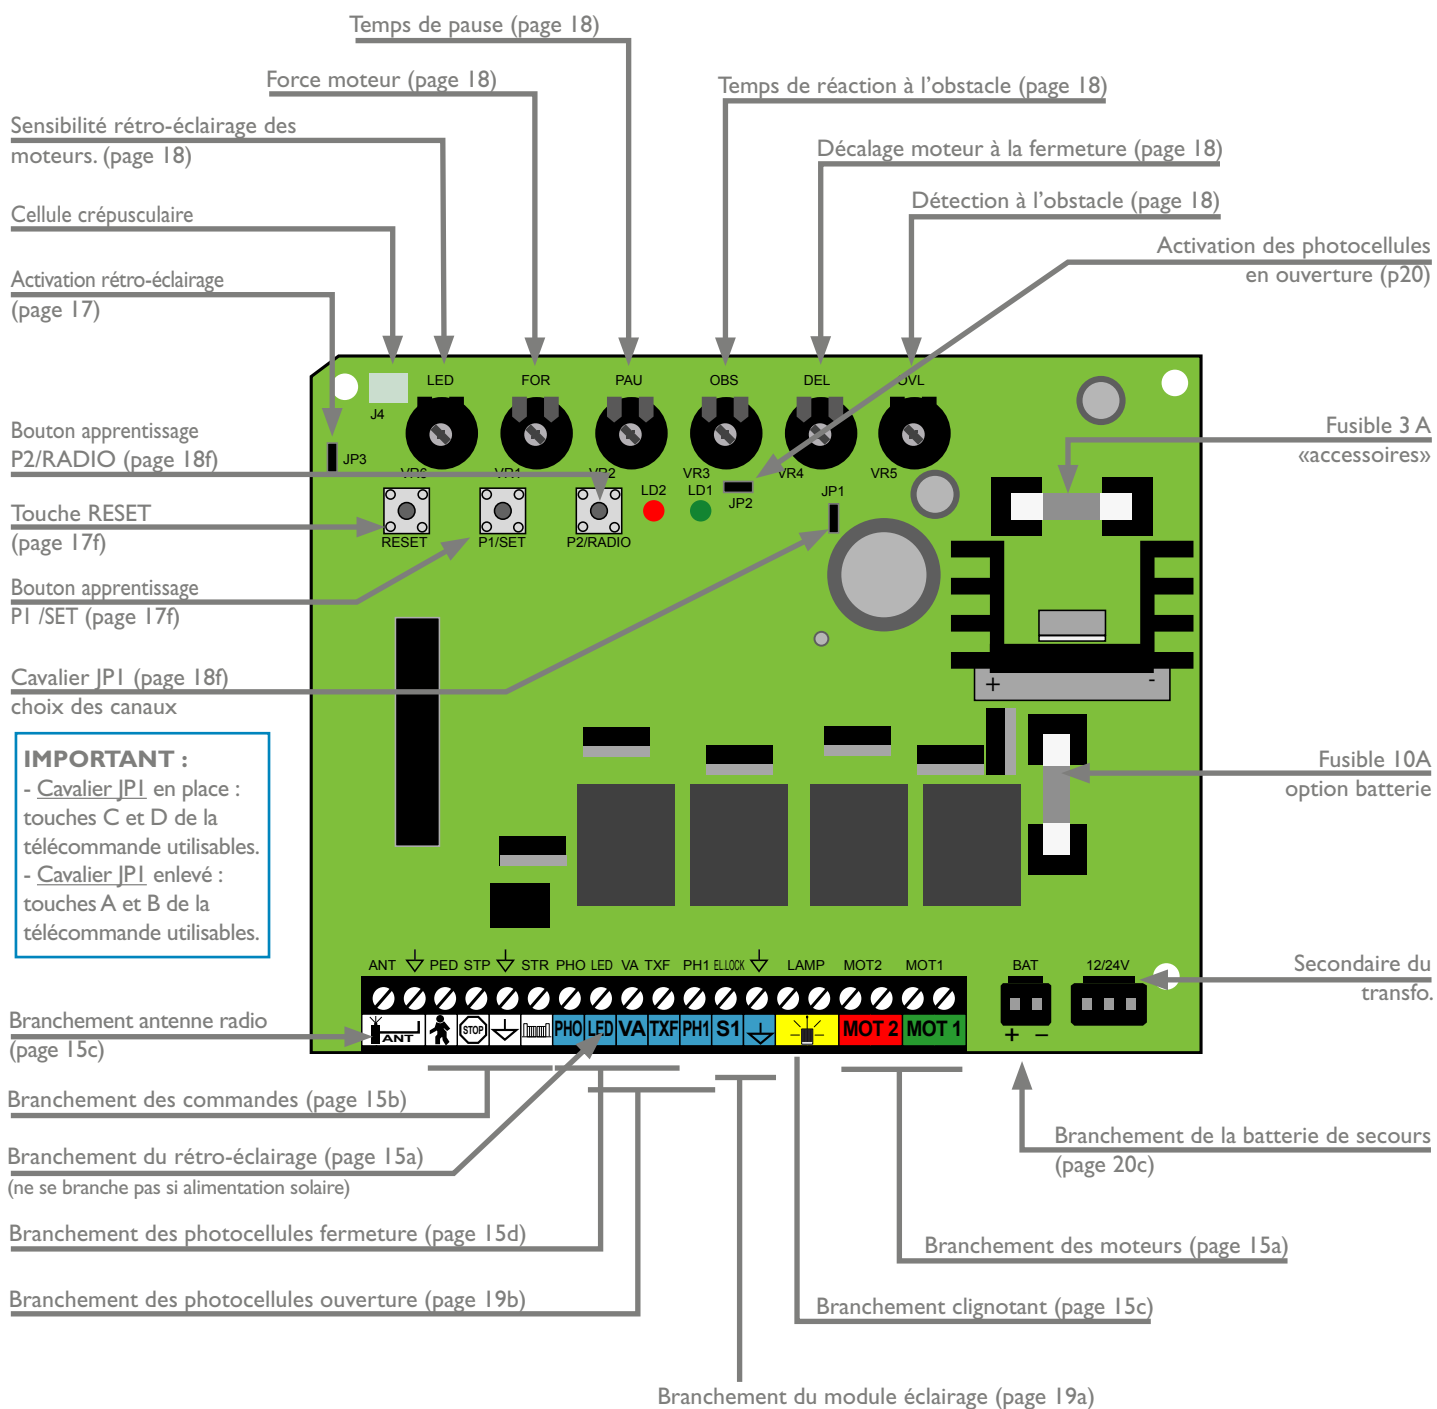 Temps de pause (page 18)
Force moteur (page 18)
Temps de réaction à l'obstacle (page 18)
Sensibilité rétro-éclairage des
moteurs. (page 18)
Décalage moteur à la fermeture (page 18)
Cellule crépusculaire
Détection à l'obstacle (page 18)
Activation des photocellules
en ouverture (p20)
Activation rétro-éclairage
(page 17)
LED FOR PAU OBS DEL OVL
J4
JP3
Bouton apprentissage
P2/RADIO (page 18f)
Fusible 3 A
«accessoires»
VR6 VR1 VR2 VR3 VR4 VR5
LD2 LD1 JP2 JP1
Touche RESET
(page 17f)
RESET P1/SET P2/RADIO
Bouton apprentissage
P1 /SET (page 17f)
Cavalier JP1 (page 18f)
choix des canaux
+ -
IMPORTANT :
- Cavalier JP1 en place :
touches C et D de la
télécommande utilisables.
- Cavalier JP1 enlevé :
touches A et B de la
télécommande utilisables.
Fusible 10A
option batterie
ANT PED STP STR PHO LED VA TXF PH1 EL.LOCK LAMP MOT2 MOT1 BAT 12/24V
Secondaire du
transfo.
ANT STOP PHO LED VA TXF PH1 S1 MOT 2 MOT 1
+ −
Branchement antenne radio
(page 15c)
Branchement des commandes (page 15b)
Branchement de la batterie de secours
(page 20c)
Branchement du rétro-éclairage (page 15a)
(ne se branche pas si alimentation solaire)
Branchement des photocellules fermeture (page 15d)
Branchement des moteurs (page 15a)
Branchement des photocellules ouverture (page 19b)
Branchement clignotant (page 15c)
Branchement du module éclairage (page 19a)